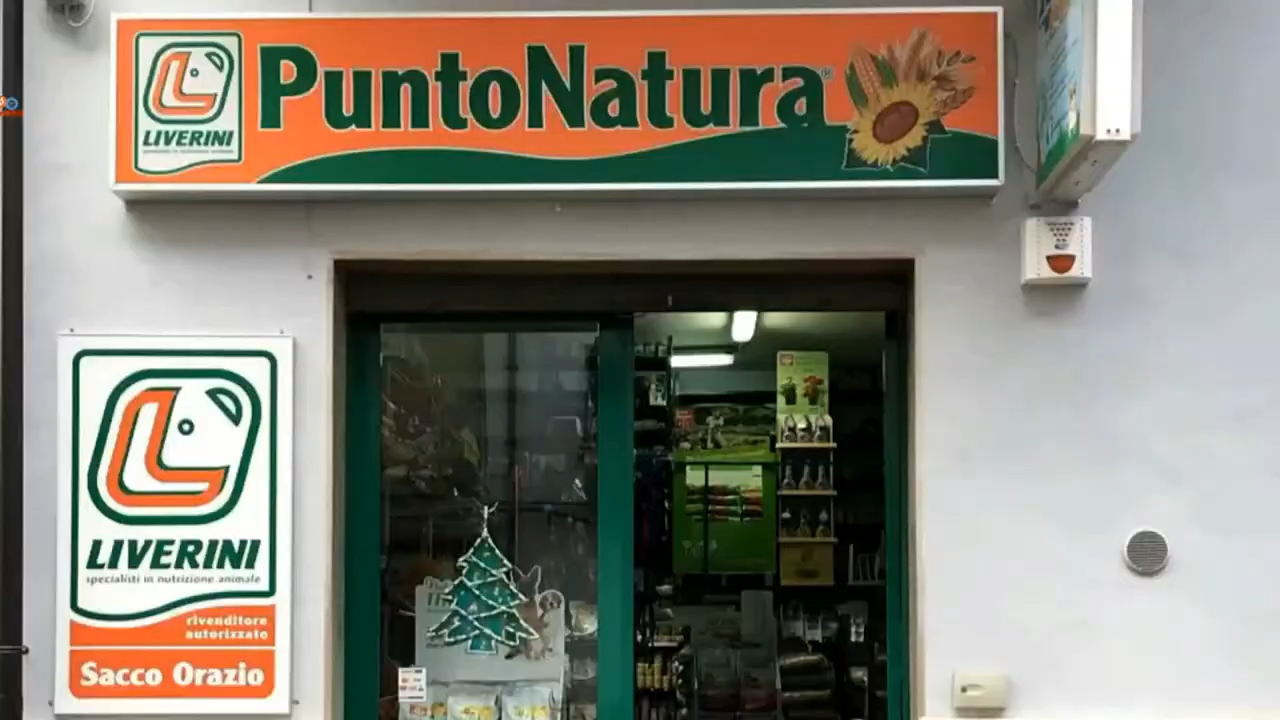 PuntoNatura®
LIVERINI
LIVERINI
specialisti in nutrizione animale
rivenditore
autorizzato
Sacco Orazio